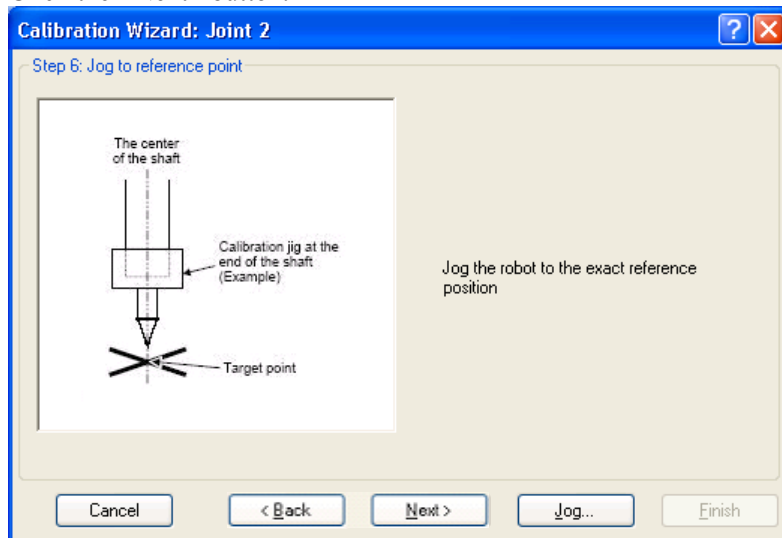 Calibration Wizard: Joint 2
Step 6: Jog to reference point
The center
of the shaft
Calibration jig at the
end of the shaft
(Example)
Jog the robot to the exact reference
position
Target point
Cancel
< Back
Next >
Jog...
Finish